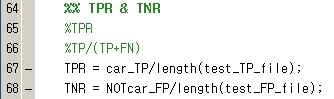 64 %% TPR & TNR
65 %TPR
66 %TP/(TP+FN)
67 – TPR = car_TP/length(test_TP_file);
68 – TNR = NOTcar_FP/length(test_FP_file);